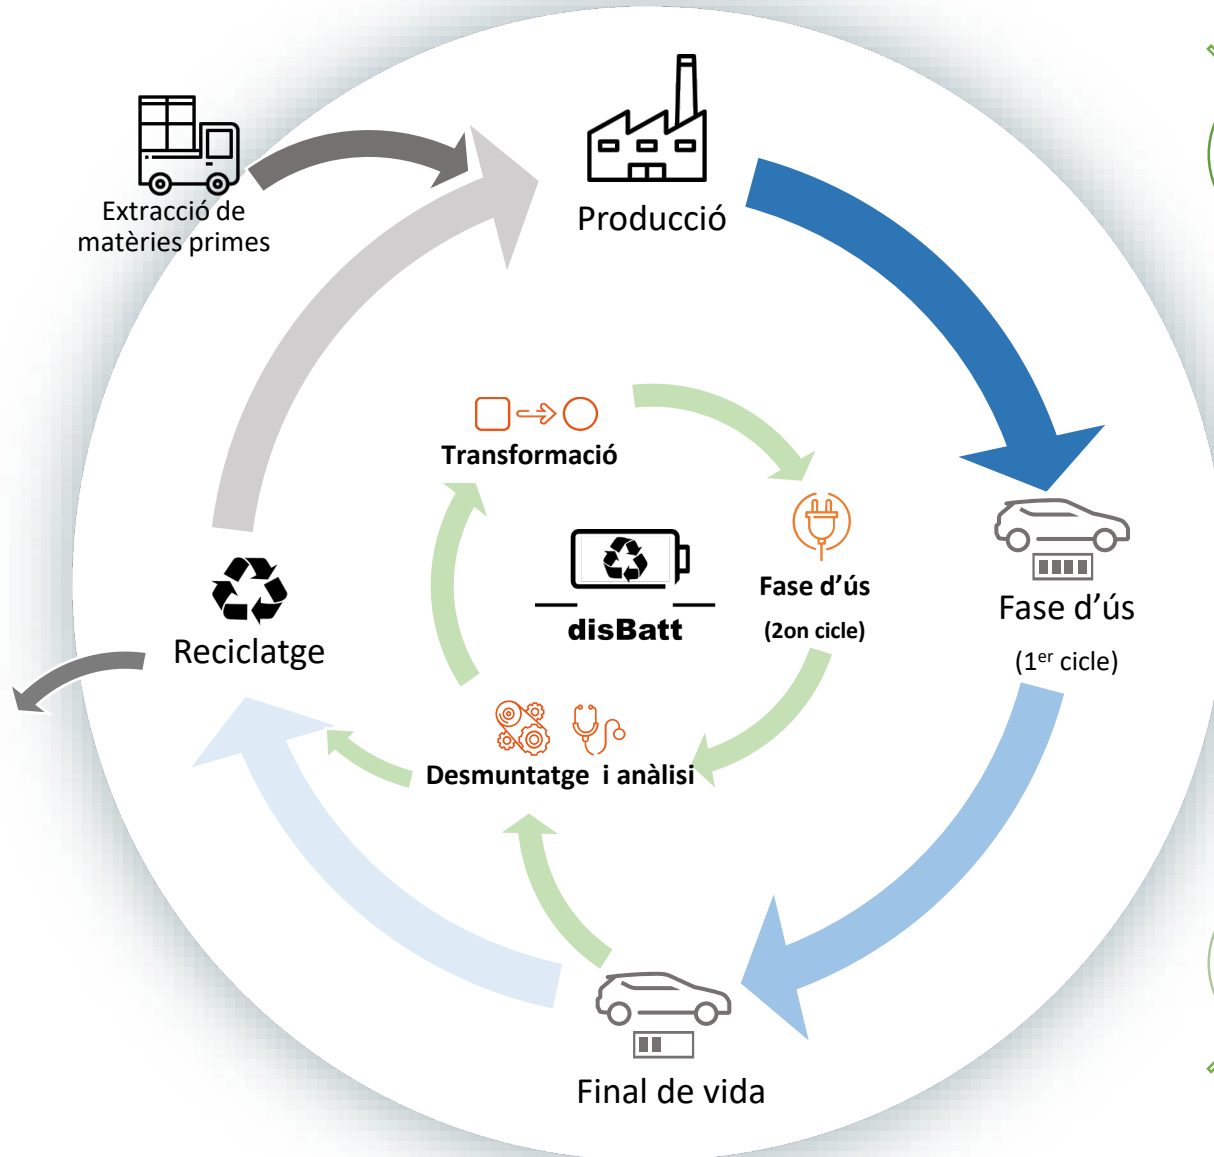 Extracció de
matèries primes
Producció
Transformació
Fase d’ús
(2on cicle)
disBatt
Fase d’ús
(1er cicle)
Reciclatge
Desmuntatge i anàlisi
Final de vida